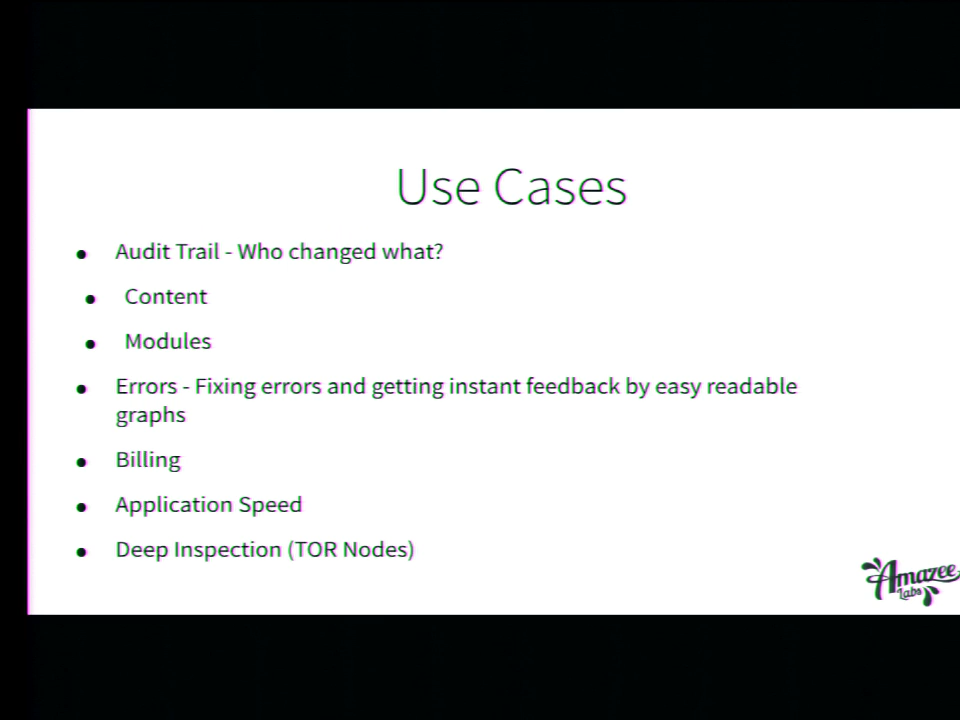 Use Cases
• Audit Trail - Who changed what?
• Content
• Modules
• Errors - Fixing errors and getting instant feedback by easy readable
graphs
• Billing
• Application Speed
• Deep Inspection (TOR Nodes)
Amazee
Labs